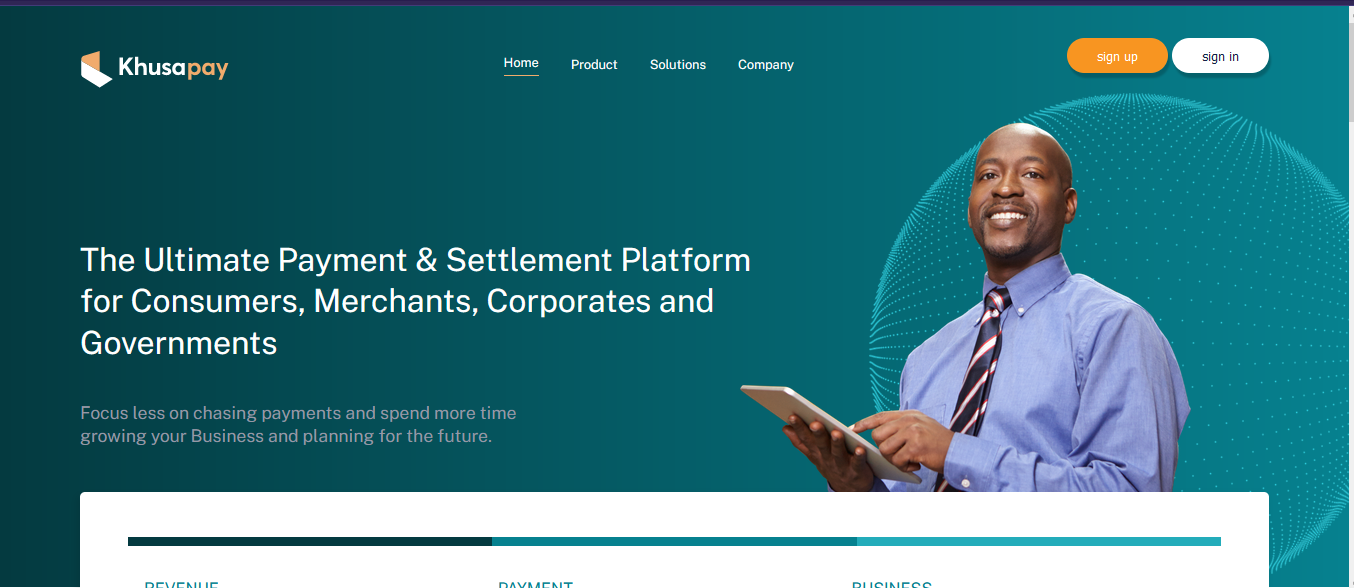 Khusapay
Home
Product
Solutions
Company
sign up
sign in
The Ultimate Payment & Settlement Platform
for Consumers, Merchants, Corporates and
Governments
Focus less on chasing payments and spend more time
growing your Business and planning for the future.
REVENUE
PAYMENT
BUSINESS